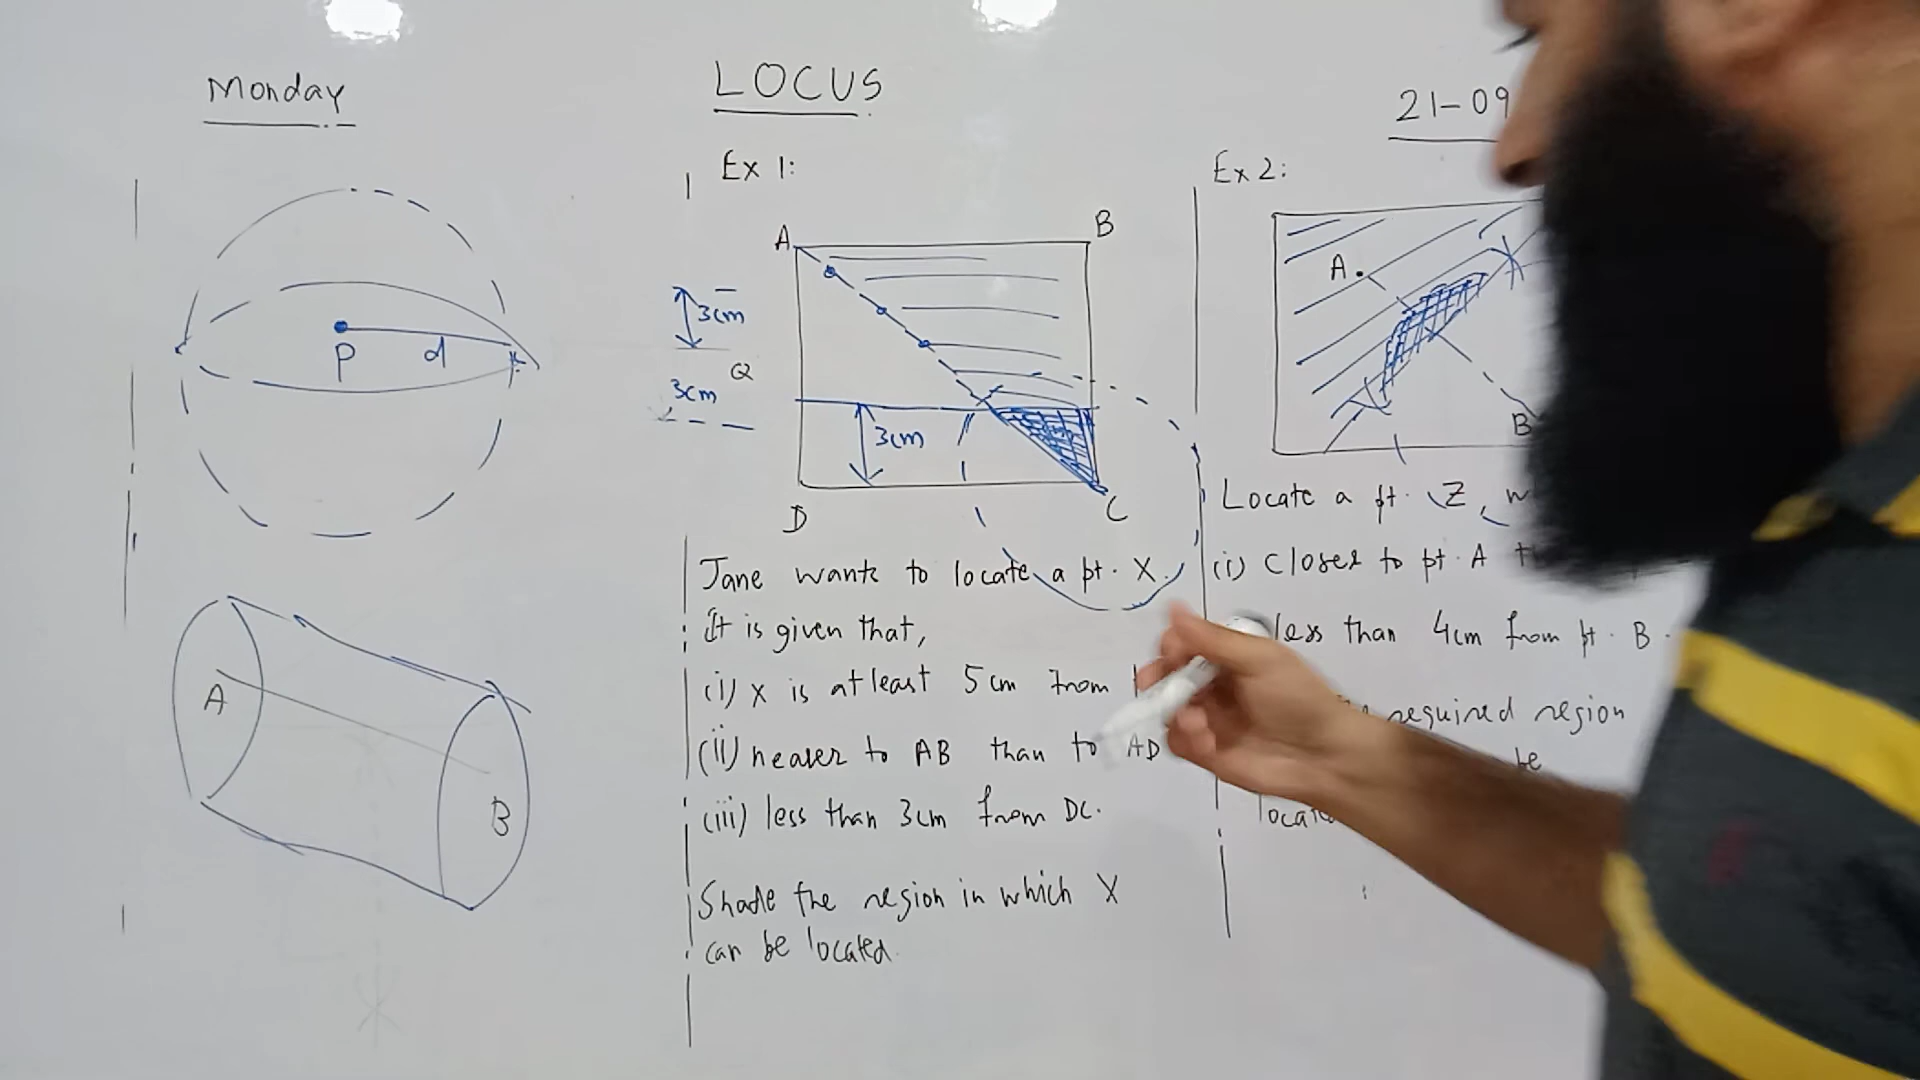 Monday
LOCUS
21-09
P
d
A
B
3cm
3cm
Q
Ex 1:
A
B
3cm
D
C
Jane wants to locate a pt. X.
It is given that,
(i) X is atleast 5cm from
(ii) nearer to AB than to AD
(iii) less than 3cm from DC.
Shade the region in which X
can be located.
Ex 2:
A
B
Locate a pt. Z,
(i) Closer to pt. A
less than 4cm from pt. B.
required region
be